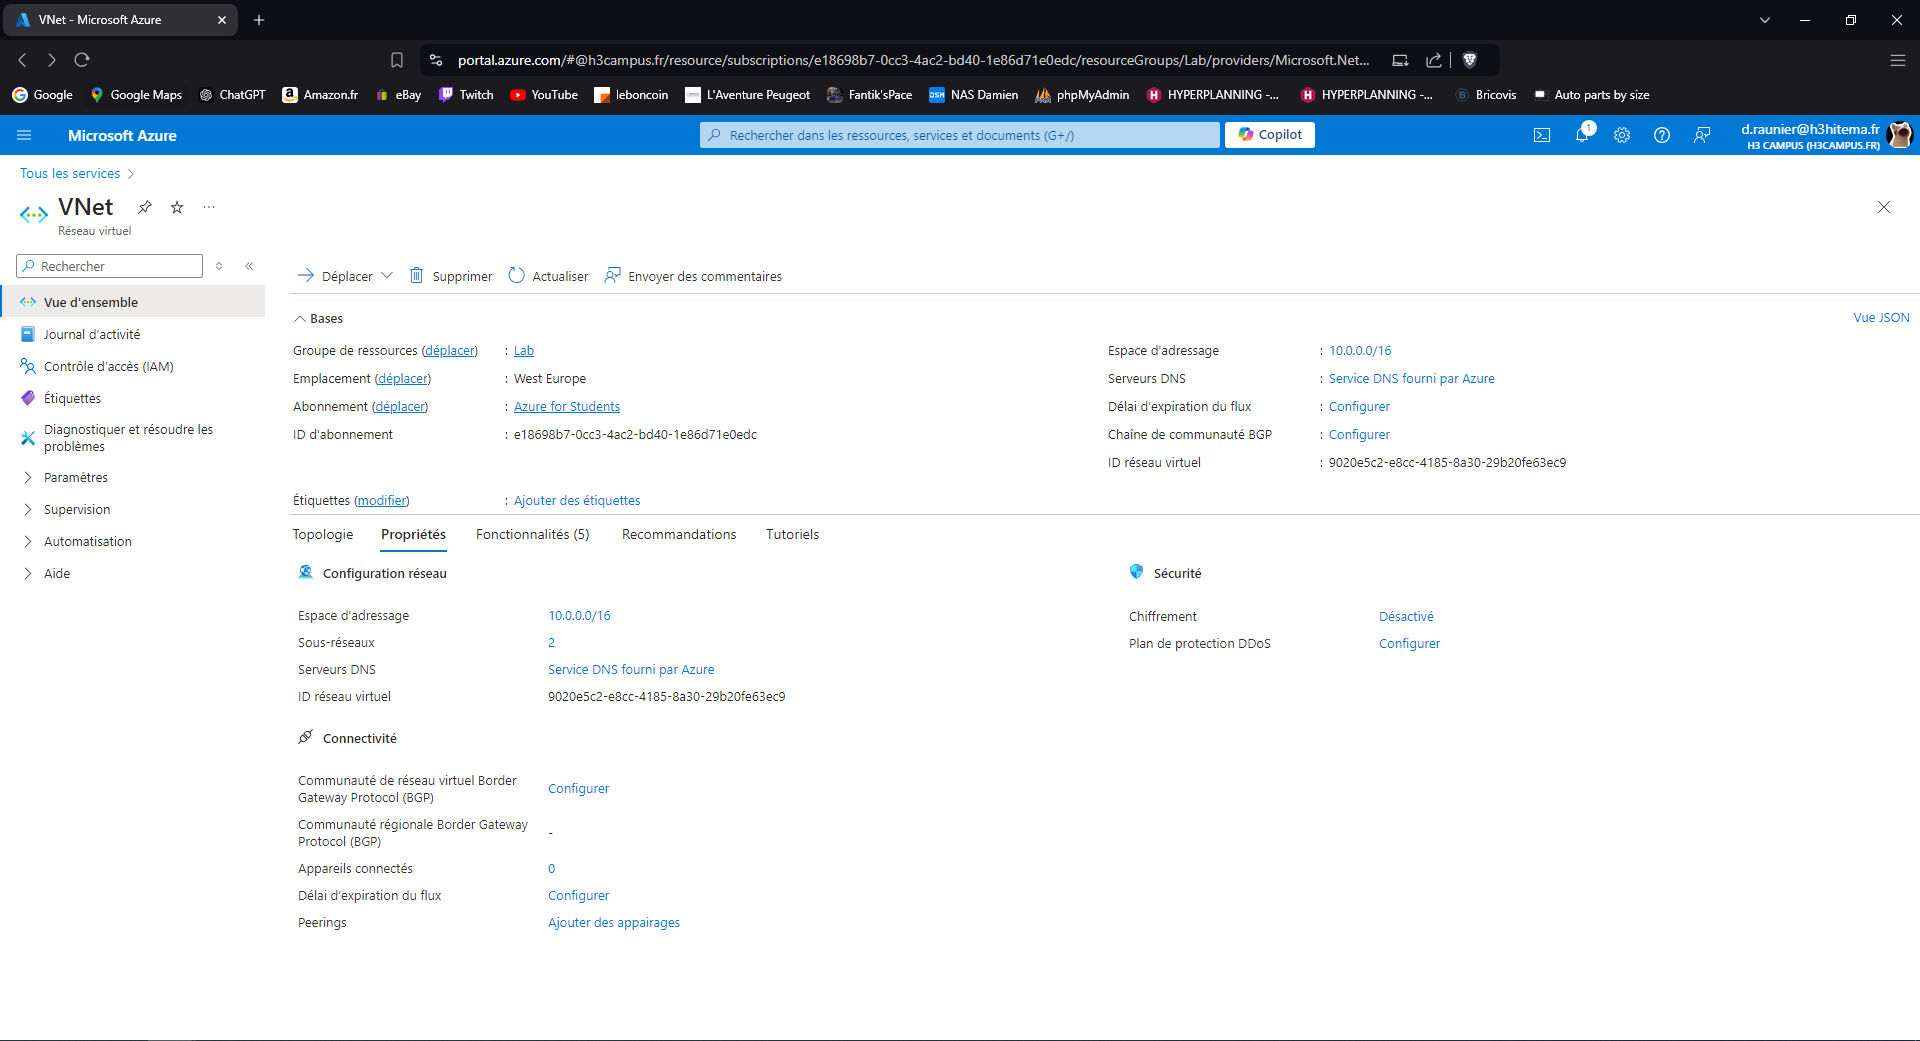 VNet - Microsoft Azure
portal.azure.com/#@h3campus.fr/resource/subscriptions/e18698b7-0cc3-4ac2-bd40-1e86d71e0edc/resourceGroups/Lab/providers/Microsoft.Net...
Google Google Maps ChatGPT Amazon.fr eBay Twitch YouTube leboncoin L'Aventure Peugeot Fantik'sPace NAS Damien phpMyAdmin HYPERPLANNING -... HYPERPLANNING -... Bricovis Auto parts by size
Microsoft Azure
Rechercher dans les ressources, services et documents (G+/)
Copilot
1
d.raunier@h3hitema.fr
H3 CAMPUS (H3CAMPUS.FR)
Tous les services
VNet
Réseau virtuel
Rechercher
Vue d'ensemble
Journal d'activité
Contrôle d'accès (IAM)
Étiquettes
Diagnostiquer et résoudre les
problèmes
Paramètres
Supervision
Automatisation
Aide
Déplacer Supprimer Actualiser Envoyer des commentaires
Bases
Vue JSON
Groupe de ressources (déplacer) : Lab
Emplacement (déplacer) : West Europe
Abonnement (déplacer) : Azure for Students
ID d'abonnement : e18698b7-0cc3-4ac2-bd40-1e86d71e0edc
Espace d'adressage : 10.0.0.0/16
Serveurs DNS : Service DNS fourni par Azure
Délai d'expiration du flux : Configurer
Chaîne de communauté BGP : Configurer
ID réseau virtuel : 9020e5c2-e8cc-4185-8a30-29b20fe63ec9
Étiquettes (modifier) : Ajouter des étiquettes
Topologie Propriétés Fonctionnalités (5) Recommandations Tutoriels
Configuration réseau
Espace d'adressage 10.0.0.0/16
Sous-réseaux 2
Serveurs DNS Service DNS fourni par Azure
ID réseau virtuel 9020e5c2-e8cc-4185-8a30-29b20fe63ec9
Connectivité
Communauté de réseau virtuel Border
Gateway Protocol (BGP) Configurer
Communauté régionale Border Gateway
Protocol (BGP) -
Appareils connectés 0
Délai d'expiration du flux Configurer
Peerings Ajouter des appairages
Sécurité
Chiffrement Désactivé
Plan de protection DDoS Configurer